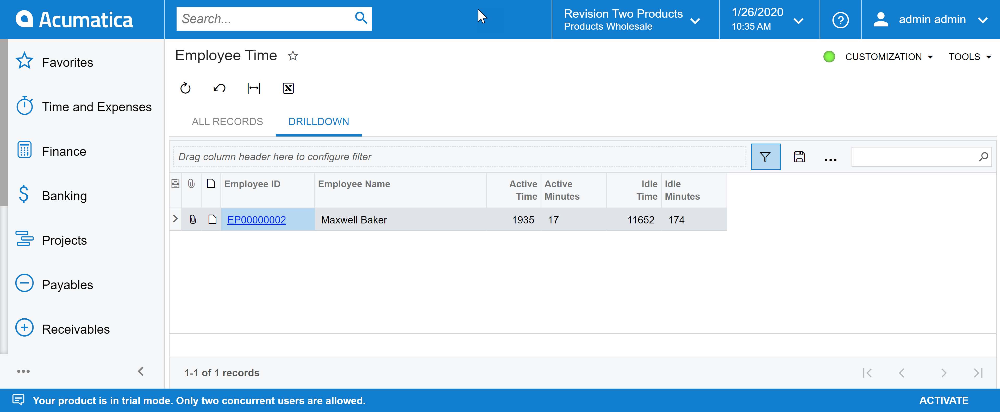 Acumatica
Search...
Revision Two Products
Products Wholesale
1/26/2020
10:35 AM
?
admin admin
Favorites
Time and Expenses
Finance
Banking
Projects
Payables
Receivables
Employee Time
CUSTOMIZATION
TOOLS
ALL RECORDS DRILLDOWN
Drag column header here to configure filter
Employee ID Employee Name Active Time Active Minutes Idle Time Idle Minutes
EP00000002 Maxwell Baker 1935 17 11652 174
1-1 of 1 records
Your product is in trial mode. Only two concurrent users are allowed.
ACTIVATE